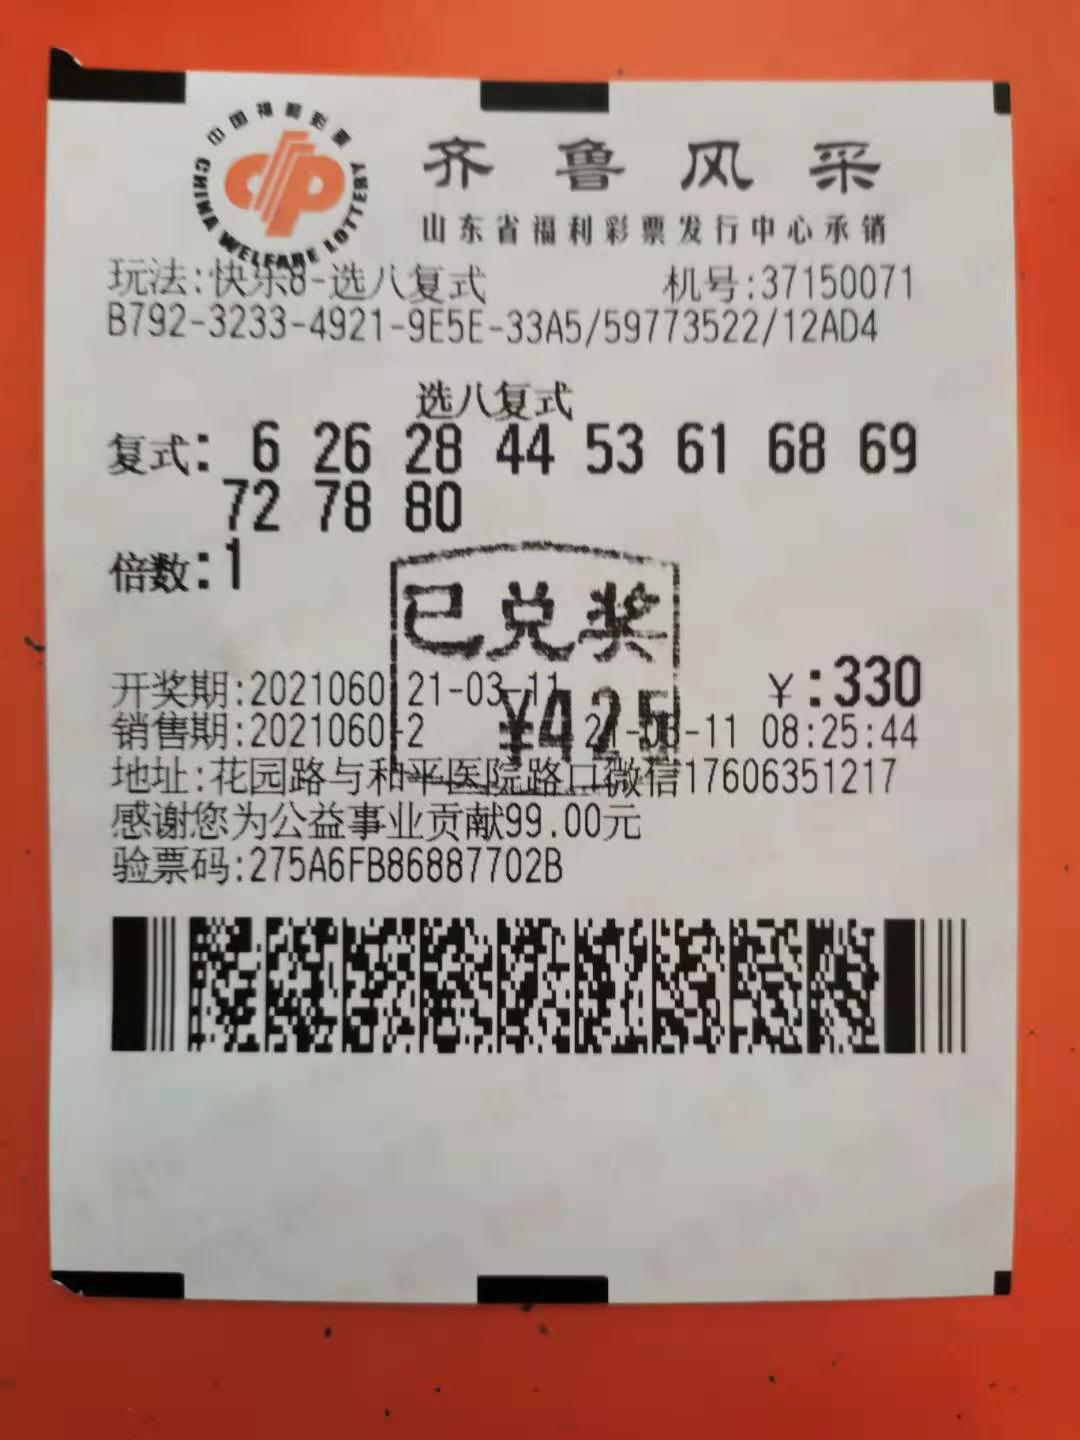 中国福利彩票
CHINA WELFARE LOTTERY
齐鲁风采
山东省福利彩票发行中心承销
玩法:快乐8-选八复式 机号:37150071
B792-3233-4921-9E5E-33A5/59773522/12AD4
选八复式
复式: 6 26 28 44 53 61 68 69
72 78 80
倍数:1
已兑奖
¥425
开奖期:2021060 21-03-11 ¥:330
销售期:2021060-2 21-03-11 08:25:44
地址:花园路与和平医院路口微信17606351217
感谢您为公益事业贡献99.00元
验票码:275A6FB86887702B